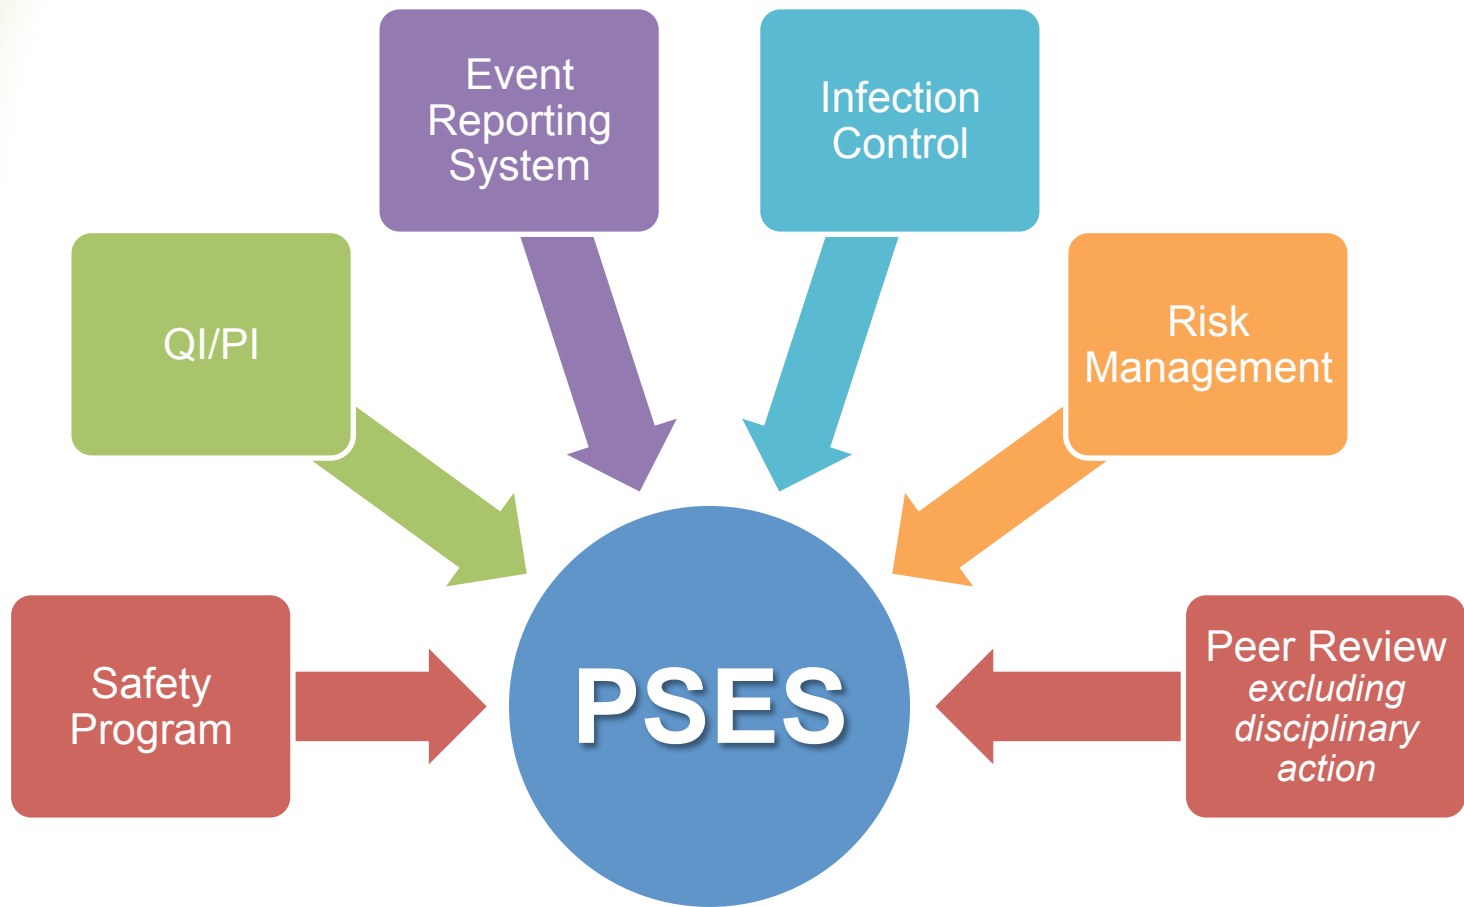 Event
Reporting
System
Infection
Control
QI/PI
Risk
Management
Safety
Program
PSES
Peer Review
excluding
disciplinary
action